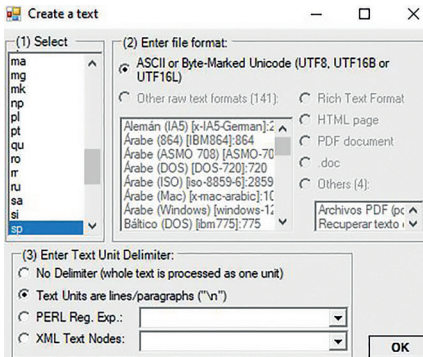 Create a text
(1) Select
ma
mg
mk
np
pl
pt
qu
ro
rr
ru
sa
si
sp
(2) Enter file format:
ASCII or Byte-Marked Unicode (UTF8, UTF16B or
UTF16L)
Other raw text formats (141):
Alemán (IA5) [x-IA5-German]:2
Árabe (864) [IBM864]:864
Árabe (ASMO 708) [ASMO-70
Árabe (DOS) [DOS-720]:720
Árabe (ISO) [iso-8859-6]:2859
Árabe (Mac) [x-mac-arabic]:10
Árabe (Windows) [windows-12
Báltico (DOS) [ibm775]:775
Rich Text Format
HTML page
PDF document
.doc
Others (4):
Archivos PDF (pc
Recuperar texto
(3) Enter Text Unit Delimiter:
No Delimiter (whole text is processed as one unit)
Text Units are lines/paragraphs ("\n")
PERL Reg. Exp.:
XML Text Nodes:
OK